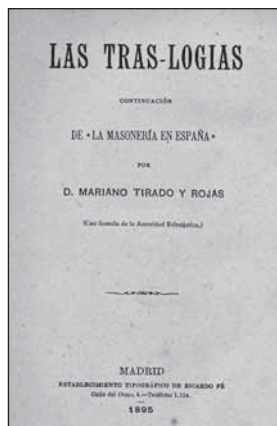 LAS TRAS-LOGIAS
CONTINUACIÓN
DE «LA MASONERÍA EN ESPAÑA»
POR
D. MARIANO TIRADO Y ROJAS
(Con licencia de la Autoridad Eclesiástica.)
MADRID
ESTABLECIMIENTO TIPOGRÁFICO DE RICARDO FÉ
Calle del Olmo, 4.—Teléfono 1.114.
1895